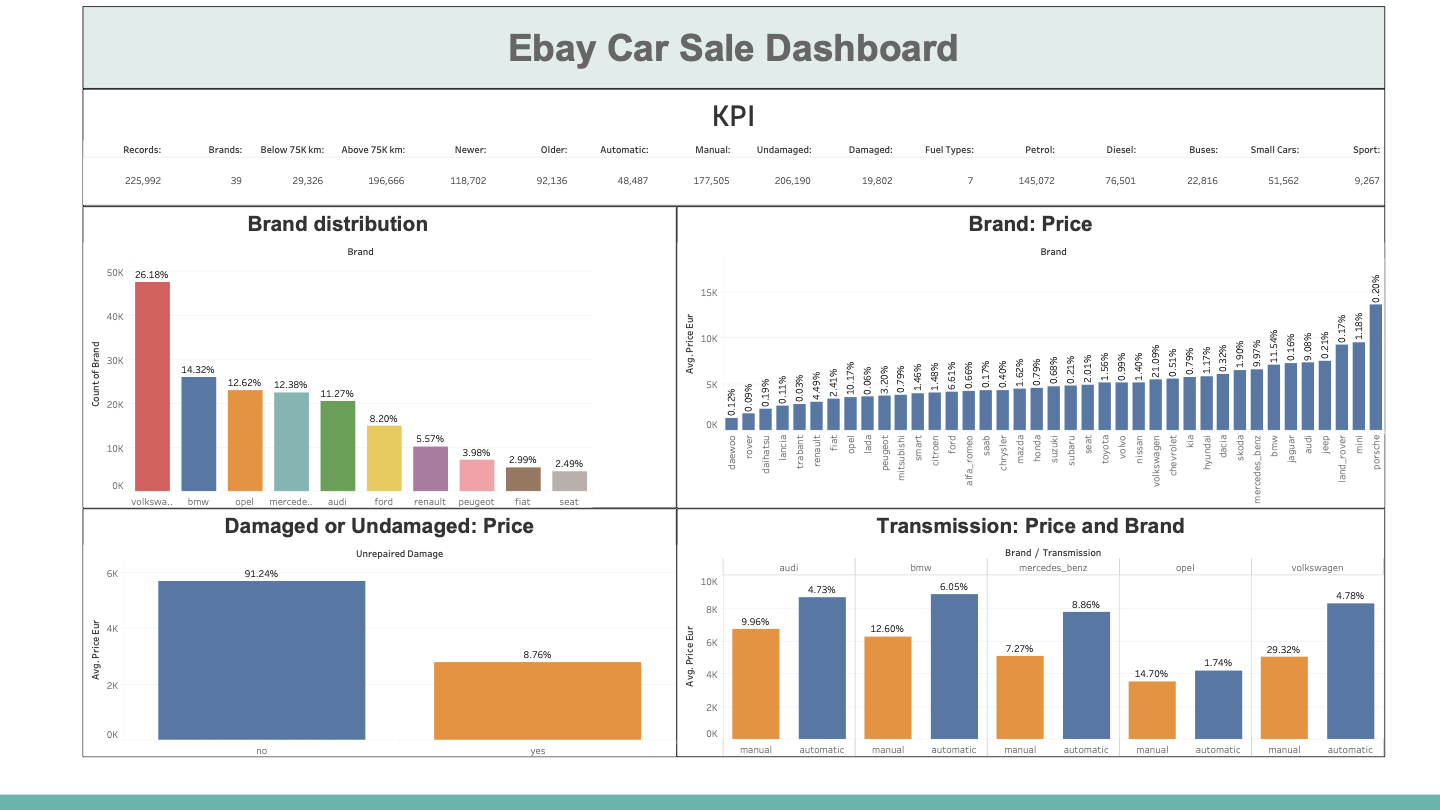 Ebay Car Sale Dashboard
KPI
Records: Brands: Below 75K km: Above 75K km: Newer: Older: Automatic: Manual: Undamaged: Damaged: Fuel Types: Petrol: Diesel: Buses: Small Cars: Sport:
225,992 39 29,326 196,666 118,702 92,136 48,487 177,505 206,190 19,802 7 145,072 76,501 22,816 51,562 9,267
Brand distribution
Brand
Count of Brand
50K
40K
30K
20K
10K
0K
26.18% 14.32% 12.62% 12.38% 11.27% 8.20% 5.57% 3.98% 2.99% 2.49%
volkswa.. bmw opel mercede.. audi ford renault peugeot fiat seat
Brand: Price
Brand
Avg. Price Eur
15K
10K
5K
0K
0.12% 0.09% 0.19% 0.11% 0.03% 4.49% 2.41% 10.17% 0.06% 3.20% 0.79% 1.46% 1.48% 6.61% 0.66% 0.17% 0.40% 1.62% 0.79% 0.68% 0.21% 2.01% 1.56% 0.99% 1.40% 21.09% 0.51% 0.79% 1.17% 0.32% 1.90% 9.97% 11.54% 0.16% 9.08% 0.21% 0.17% 1.18% 0.20%
daewoo rover daihatsu lancia trabant renault fiat opel lada peugeot mitsubishi smart citroen ford alfa_romeo saab chrysler mazda honda suzuki subaru seat toyota volvo nissan volkswagen chevrolet kia hyundai dacia skoda mercedes_benz bmw jaguar audi jeep land_rover mini porsche
Damaged or Undamaged: Price
Unrepaired Damage
Avg. Price Eur
6K
4K
2K
0K
91.24% 8.76%
no yes
Transmission: Price and Brand
Brand / Transmission
audi bmw mercedes_benz opel volkswagen
Avg. Price Eur
10K
8K
6K
4K
2K
0K
9.96% 4.73% 12.60% 6.05% 7.27% 8.86% 14.70% 1.74% 29.32% 4.78%
manual automatic manual automatic manual automatic manual automatic manual automatic